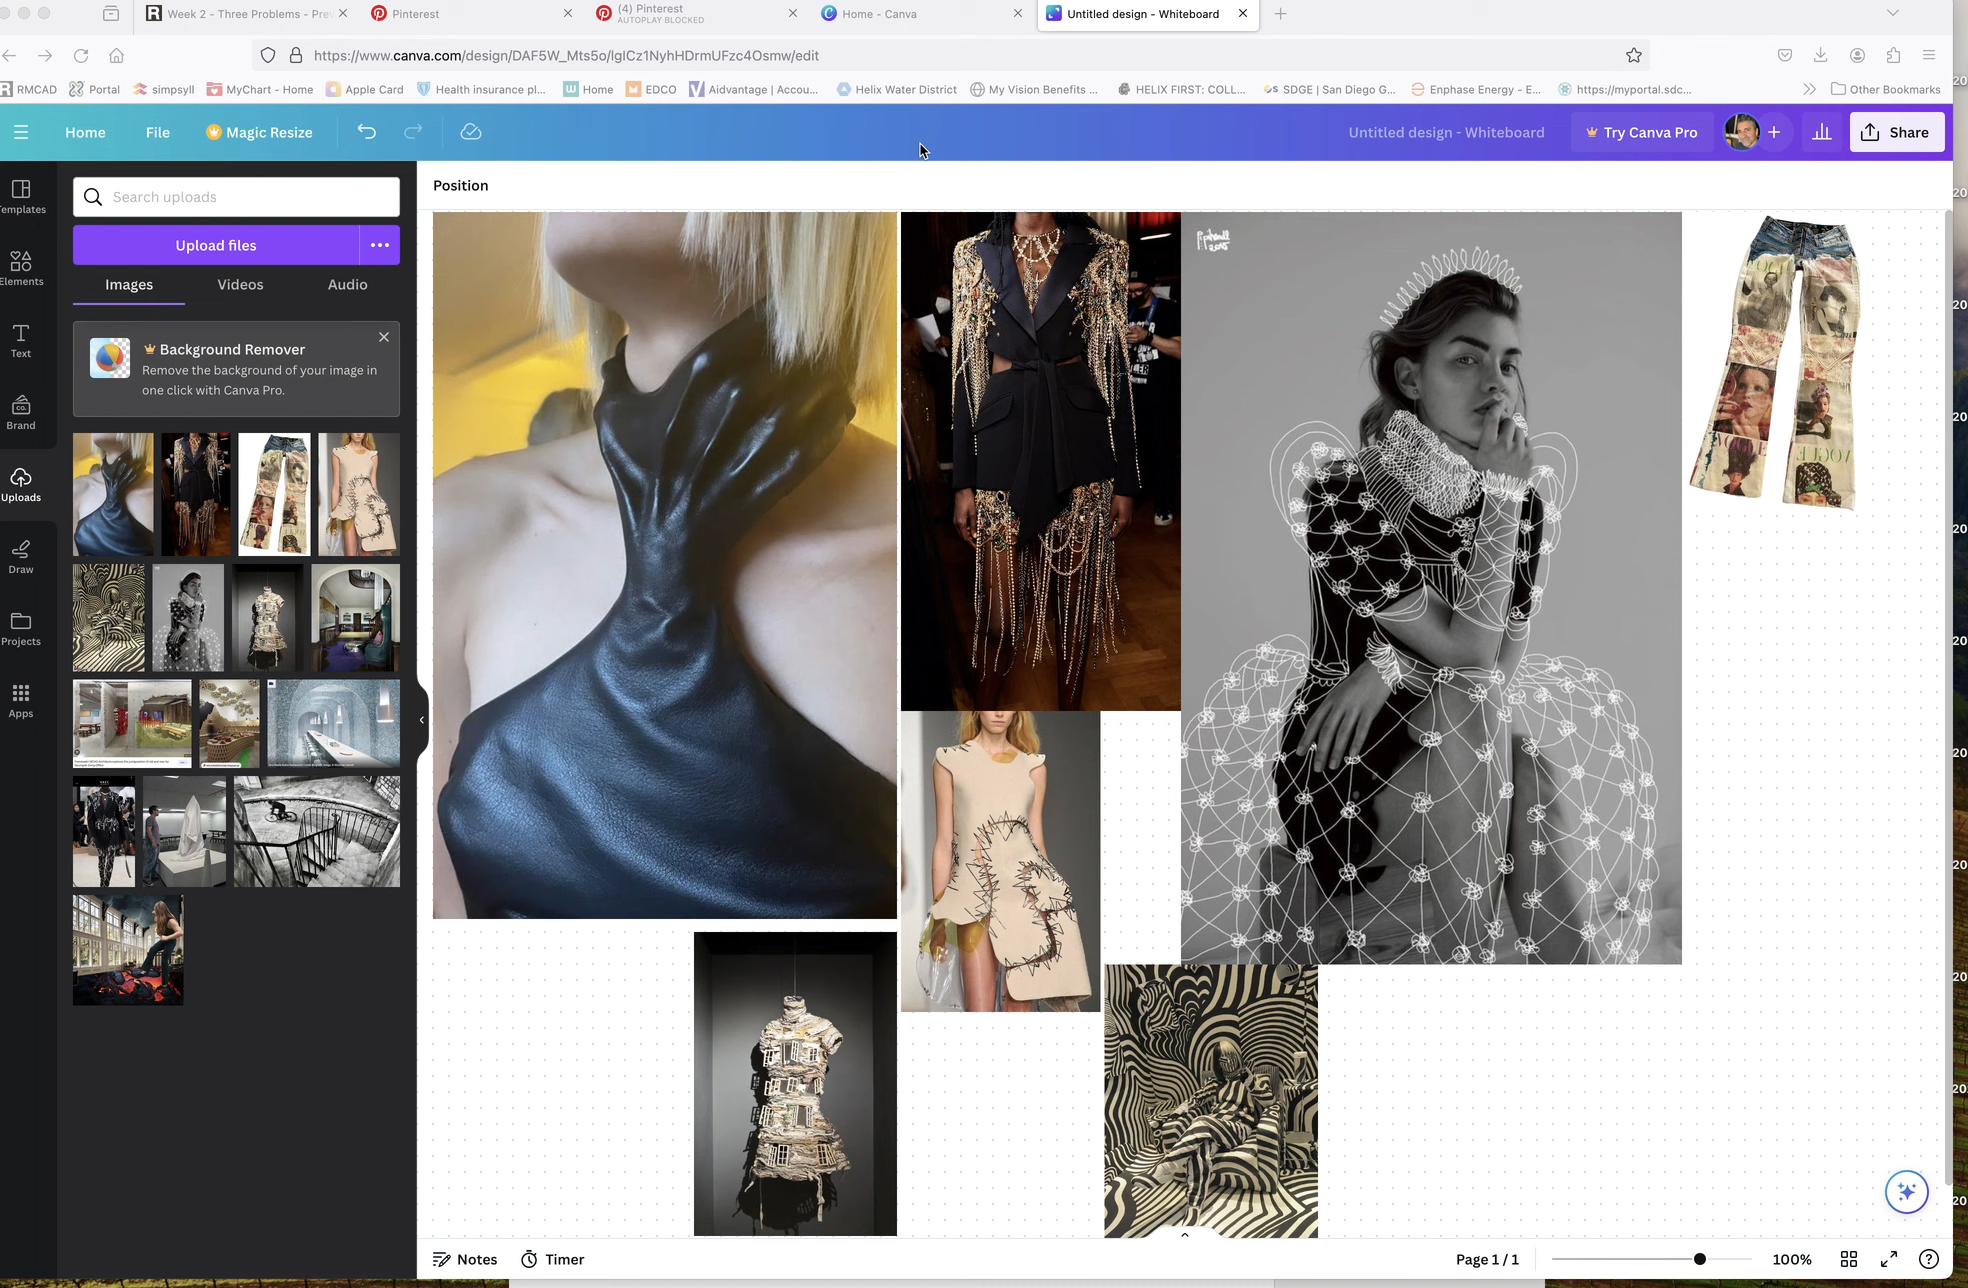 Week 2 - Three Problems - Prev
Pinterest
(4) Pinterest
AUTOPLAY BLOCKED
Home - Canva
Untitled design - Whiteboard
https://www.canva.com/design/DAF5W_Mts5o/lgICz1NyhHDrmUFzc4Osmw/edit
RMCAD
Portal
simpsyll
MyChart - Home
Apple Card
Health insurance pl...
Home
EDCO
Aidvantage | Accou...
Helix Water District
My Vision Benefits ...
HELIX FIRST: COLL...
SDGE | San Diego G...
Enphase Energy - E...
https://myportal.sdc...
Other Bookmarks
Home
File
Magic Resize
Untitled design - Whiteboard
Try Canva Pro
Share
Templates
Elements
Text
Brand
Uploads
Draw
Projects
Apps
Search uploads
Upload files
Images
Videos
Audio
Background Remover
Remove the background of your image in
one click with Canva Pro.
Position
VOGUE
VOGUE
Notes
Timer
Page 1 / 1
100%